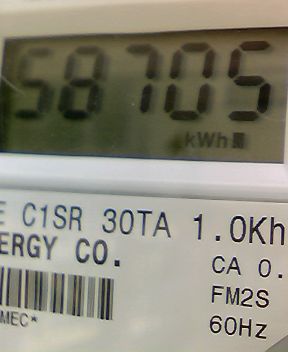 58705
kWh
E C1SR 30TA 1.0Kh
ERGY CO.
CA 0.
FM2S
MEC*
60Hz